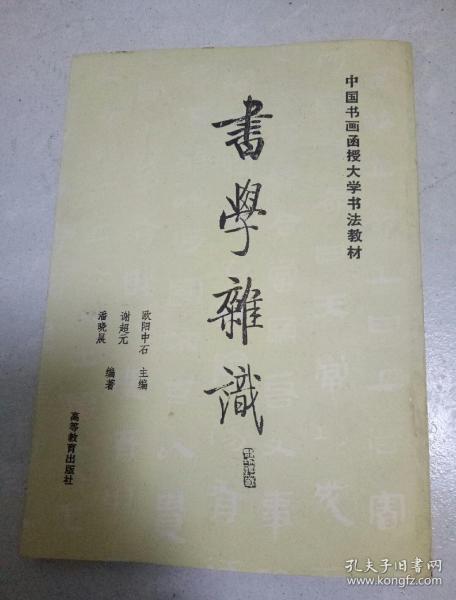 中国书画函授大学书法教材
書學雜識
欧阳中石 主编
谢超元
潘晓晨 编著
高等教育出版社
孔夫子旧书网
www.kongfz.com